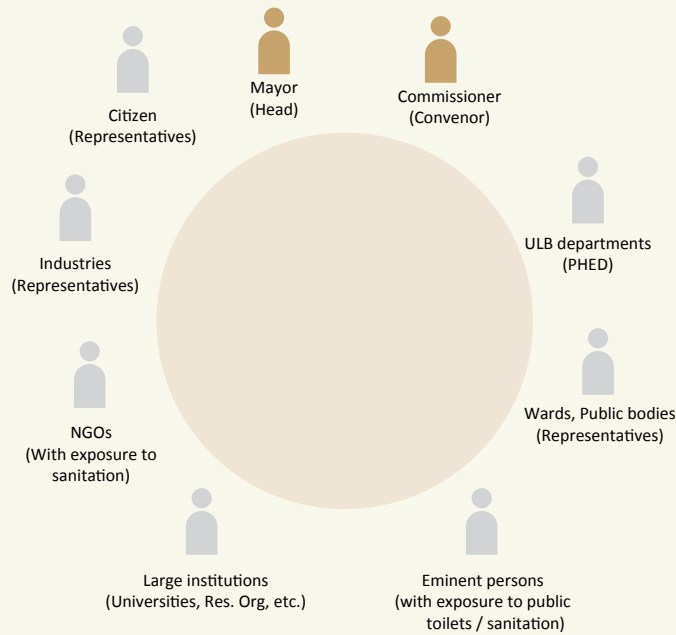 Mayor
(Head)
Commissioner
(Convenor)
Citizen
(Representatives)
ULB departments
(PHED)
Industries
(Representatives)
Wards, Public bodies
(Representatives)
NGOs
(With exposure to
sanitation)
Large institutions
(Universities, Res. Org, etc.)
Eminent persons
(with exposure to public
toilets / sanitation)